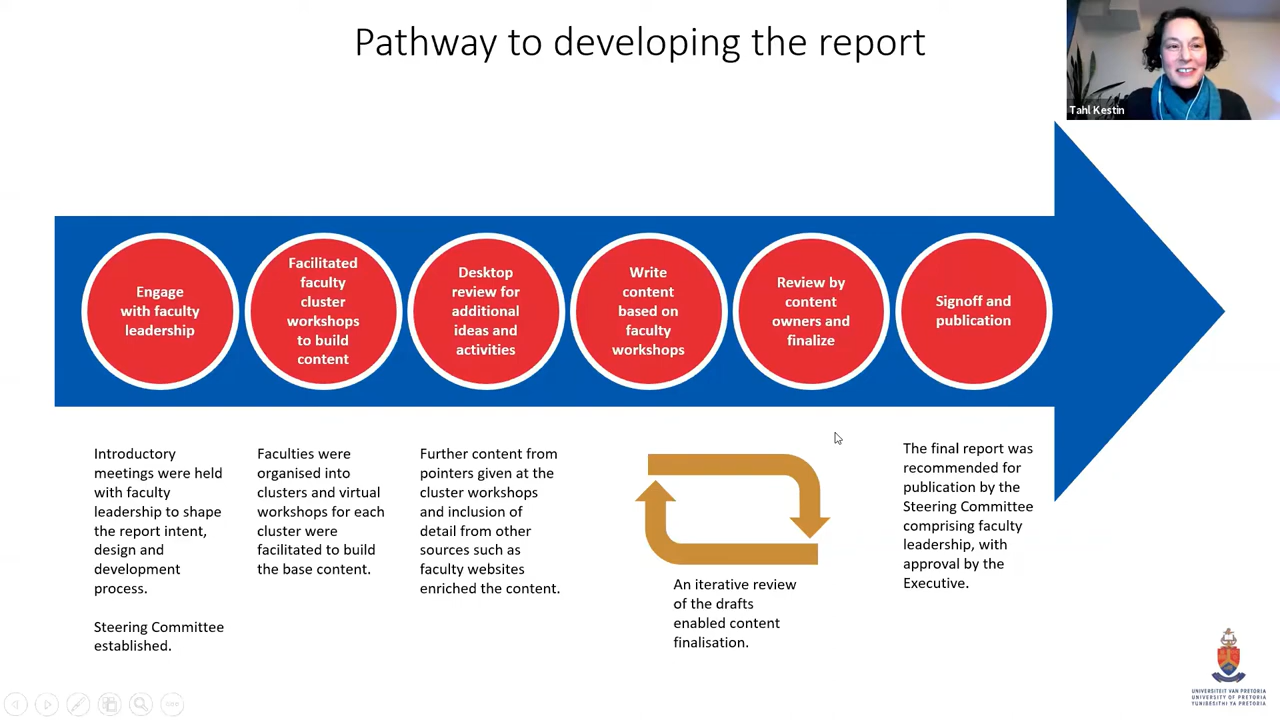 Pathway to developing the report
Tahl Kestin
Engage
with faculty
leadership
Facilitated
faculty
cluster
workshops
to build
content
Desktop
review for
additional
ideas and
activities
Write
content
based on
faculty
workshops
Review by
content
owners and
finalize
Signoff and
publication
Introductory
meetings were held
with faculty
leadership to shape
the report intent,
design and
development
process.
Steering Committee
established.
Faculties were
organised into
clusters and virtual
workshops for each
cluster were
facilitated to build
the base content.
Further content from
pointers given at the
cluster workshops
and inclusion of
detail from other
sources such as
faculty websites
enriched the content.
An iterative review
of the drafts
enabled content
finalisation.
The final report was
recommended for
publication by the
Steering Committee
comprising faculty
leadership, with
approval by the
Executive.
UNIVERSITEIT VAN PRETORIA
UNIVERSITY OF PRETORIA
YUNIBESITHI YA PRETORIA